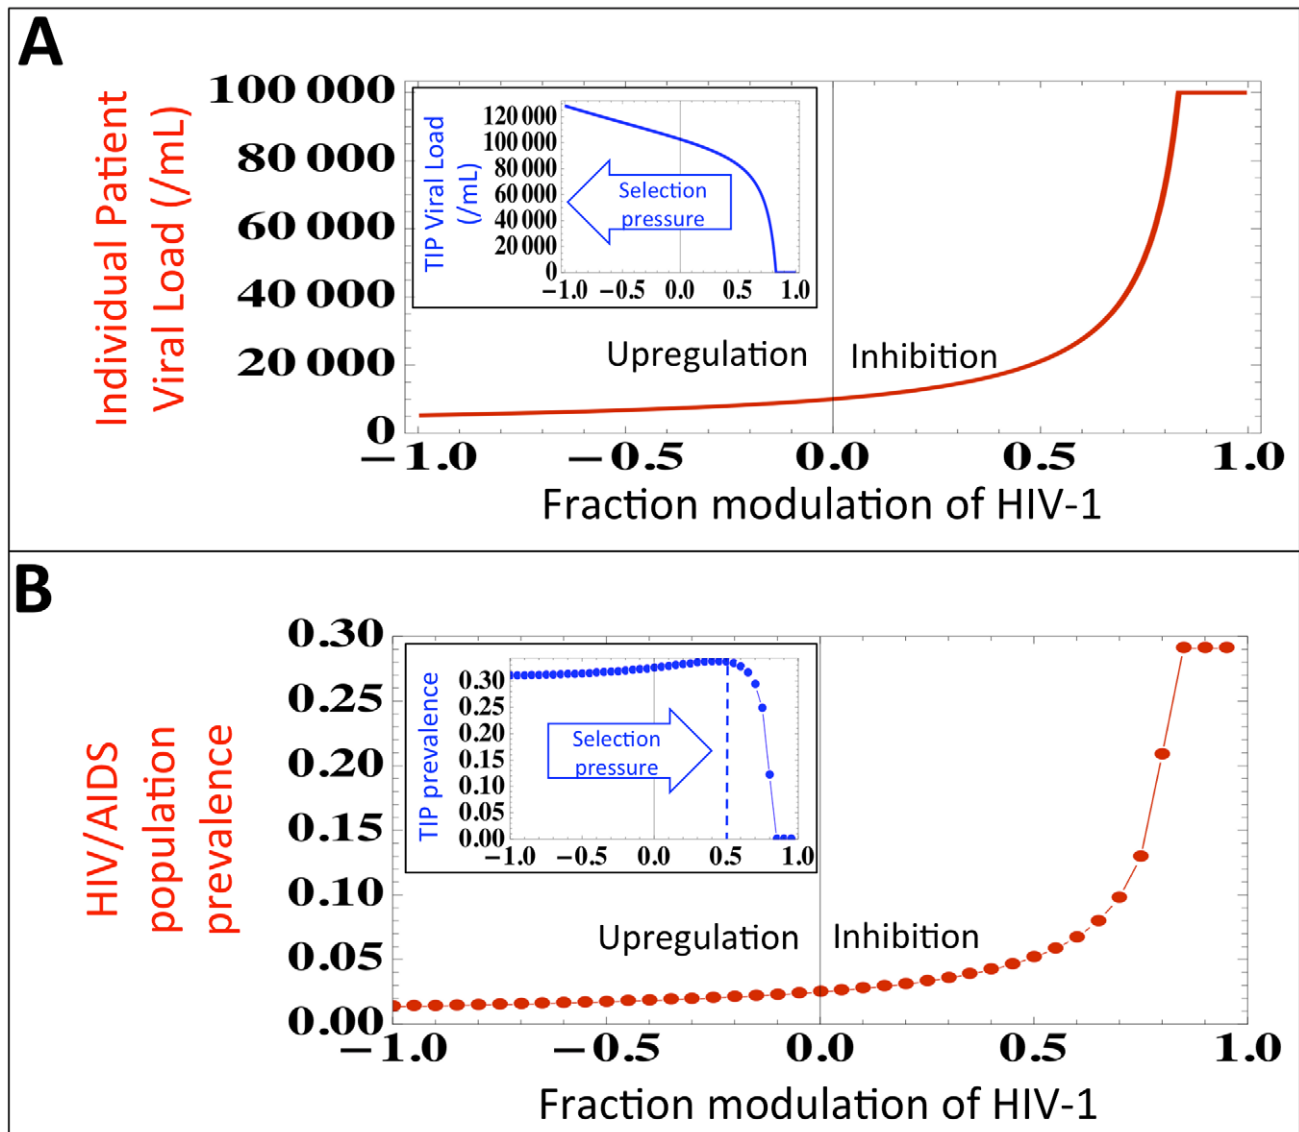 A
Individual Patient
Viral Load (/mL)
100 000
80 000
60 000
40 000
20 000
0
TIP Viral Load
(/mL)
120 000
100 000
80 000
60 000
40 000
20 000
0
Selection
pressure
−1.0 −0.5 0.0 0.5 1.0
Upregulation Inhibition
−1.0 −0.5 0.0 0.5 1.0
Fraction modulation of HIV-1
B
HIV/AIDS
population
prevalence
0.30
0.25
0.20
0.15
0.10
0.05
0.00
TIP prevalence
0.30
0.25
0.20
0.15
0.10
0.05
0.00
Selection
pressure
−1.0 −0.5 0.0 0.5 1.0
Upregulation Inhibition
−1.0 −0.5 0.0 0.5 1.0
Fraction modulation of HIV-1